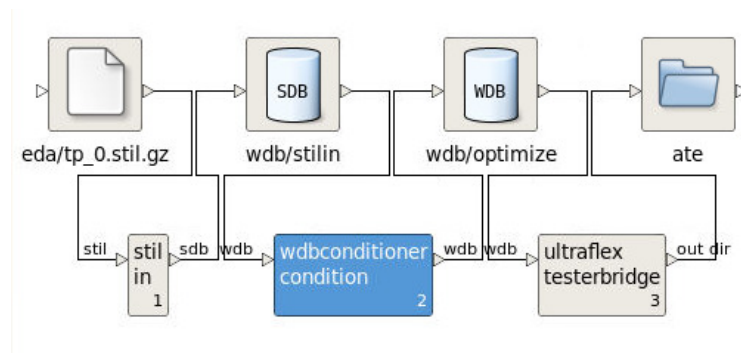 SDB
WDB
eda/tp_0.stil.gz
wdb/stilin
wdb/optimize
ate
stil
stil
in
1
sdb
wdb
wdbconditioner
condition
2
wdb
wdb
ultraflex
testerbridge
3
out dir